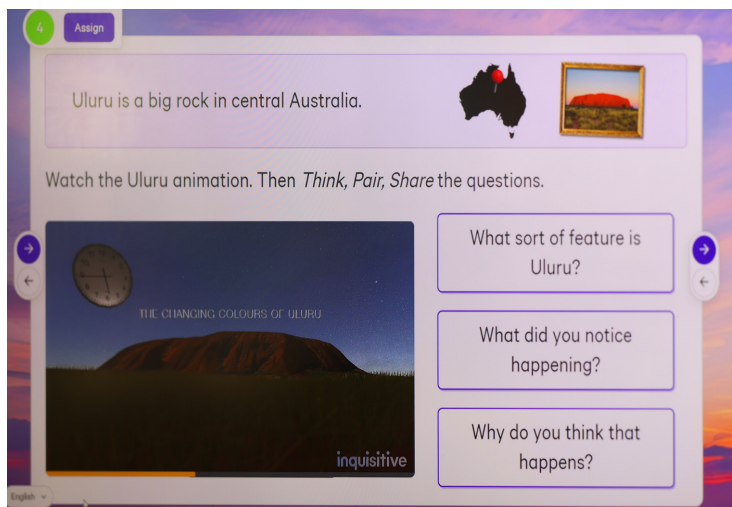 4
Assign
Uluru is a big rock in central Australia.
Watch the Uluru animation. Then Think, Pair, Share the questions.
What sort of feature is
Uluru?
THE CHANGING COLOURS OF ULURU
What did you notice
happening?
Why do you think that
happens?
inquisitive
English